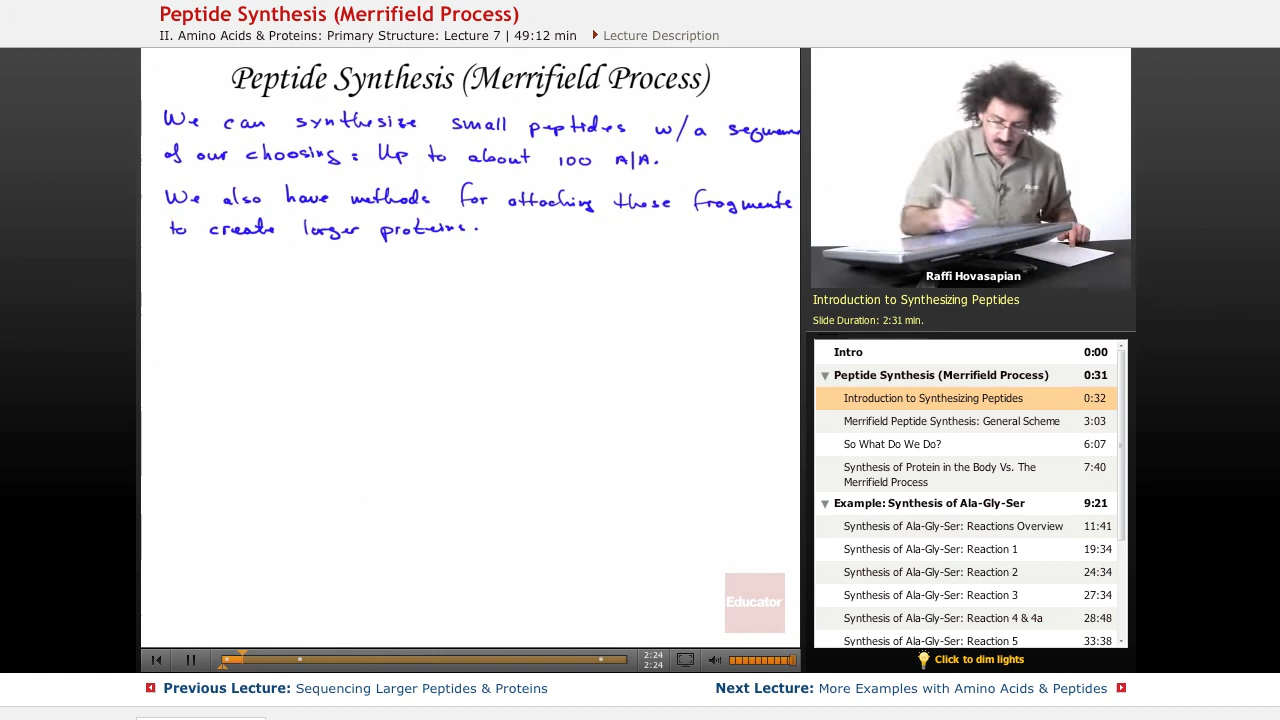 Peptide Synthesis (Merrifield Process)
II. Amino Acids & Proteins: Primary Structure: Lecture 7 | 49:12 min
Lecture Description
Peptide Synthesis (Merrifield Process)
We can synthesize small peptides w/a
of our choosing: Up to about 100 A/A.
We also have methods for attaching those fragments
to create larger proteins.
Educator
2:24
2:24
Raffi Hovasapian
Introduction to Synthesizing Peptides
Slide Duration: 2:31 min.
Intro 0:00
Peptide Synthesis (Merrifield Process) 0:31
Introduction to Synthesizing Peptides 0:32
Merrifield Peptide Synthesis: General Scheme 3:03
So What Do We Do? 6:07
Synthesis of Protein in the Body Vs. The 7:40
Merrifield Process
Example: Synthesis of Ala-Gly-Ser 9:21
Synthesis of Ala-Gly-Ser: Reactions Overview 11:41
Synthesis of Ala-Gly-Ser: Reaction 1 19:34
Synthesis of Ala-Gly-Ser: Reaction 2 24:34
Synthesis of Ala-Gly-Ser: Reaction 3 27:34
Synthesis of Ala-Gly-Ser: Reaction 4 & 4a 28:48
Synthesis of Ala-Gly-Ser: Reaction 5 33:38
Click to dim lights
Previous Lecture: Sequencing Larger Peptides & Proteins
Next Lecture: More Examples with Amino Acids & Peptides